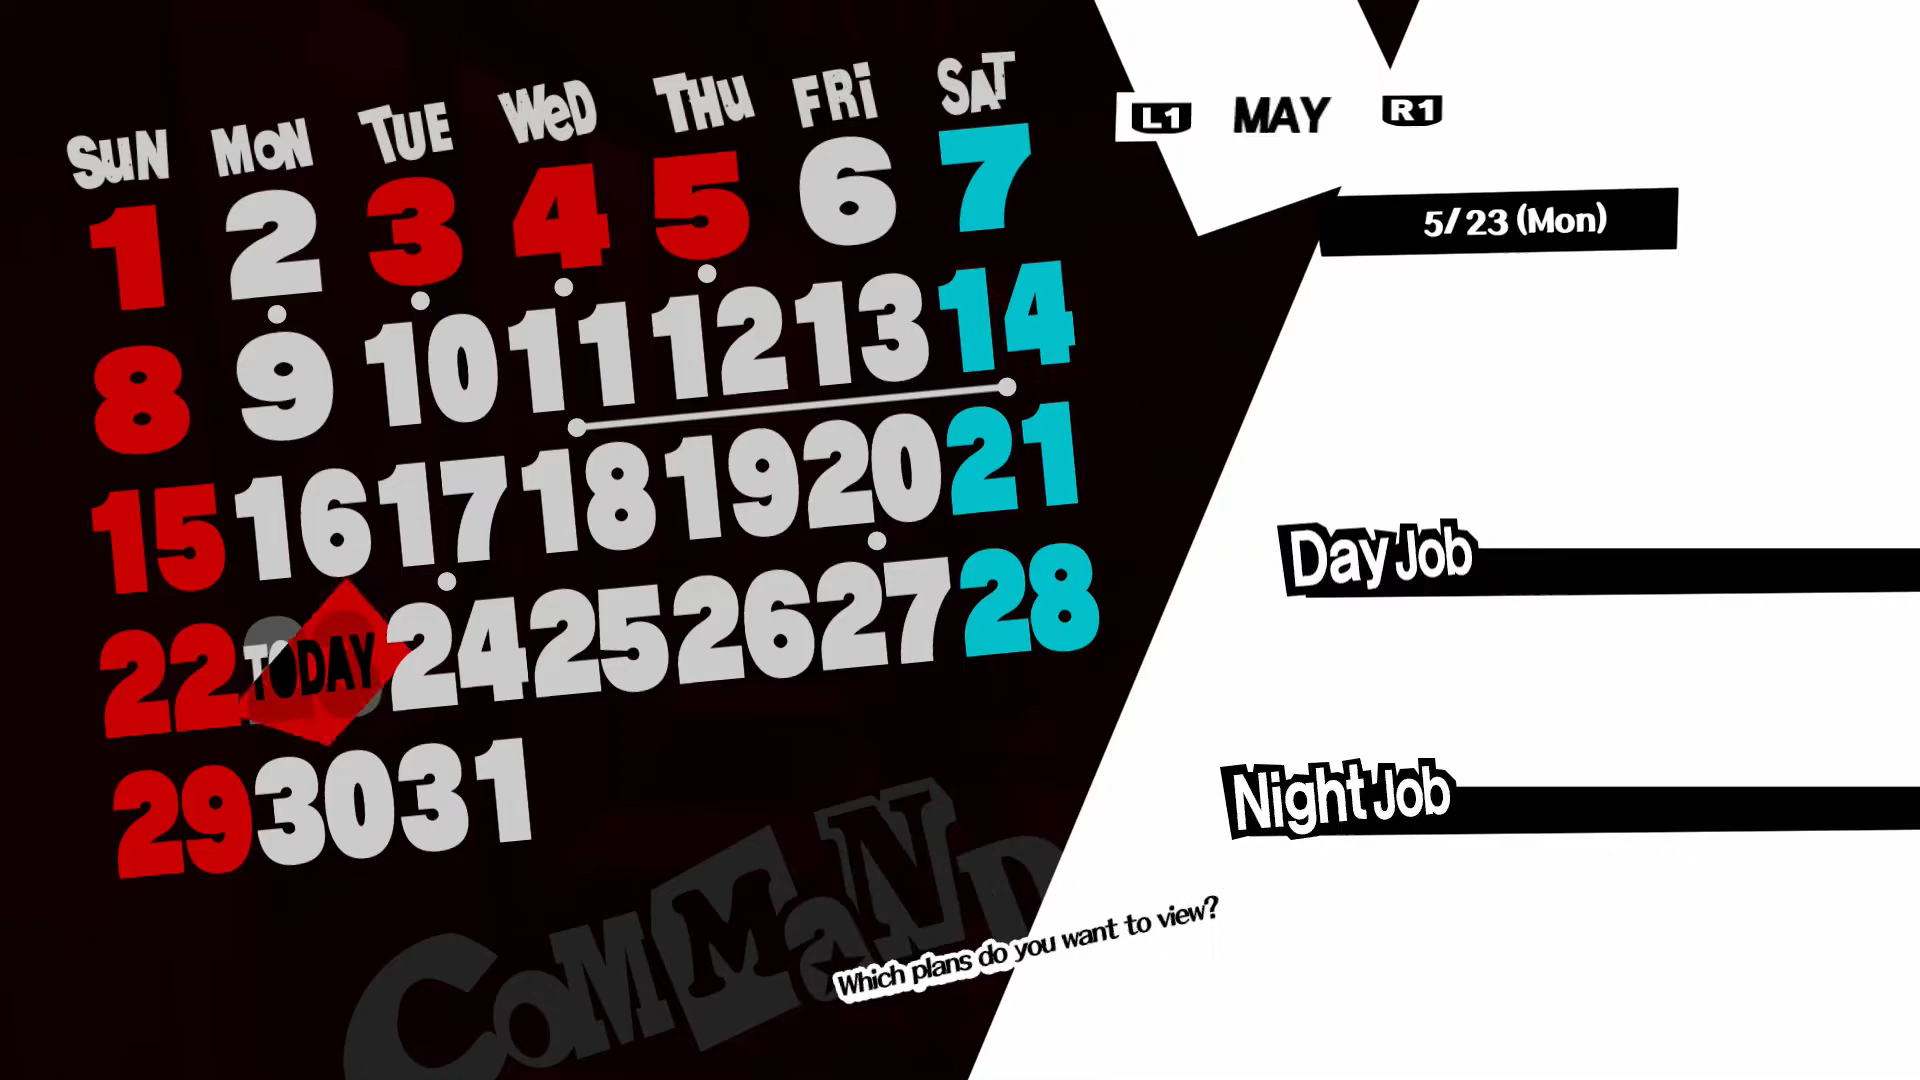 SuN MoN TUE WeD THu FRi SAT
1 2 3 4 5 6 7
8 9 10 11 12 13 14
15 16 17 18 19 20 21
22 TODAY 24 25 26 27 28
29 30 31
L1 MAY R1
5/23 (Mon)
Day Job
Night Job
CoMMaND
Which plans do you want to view?